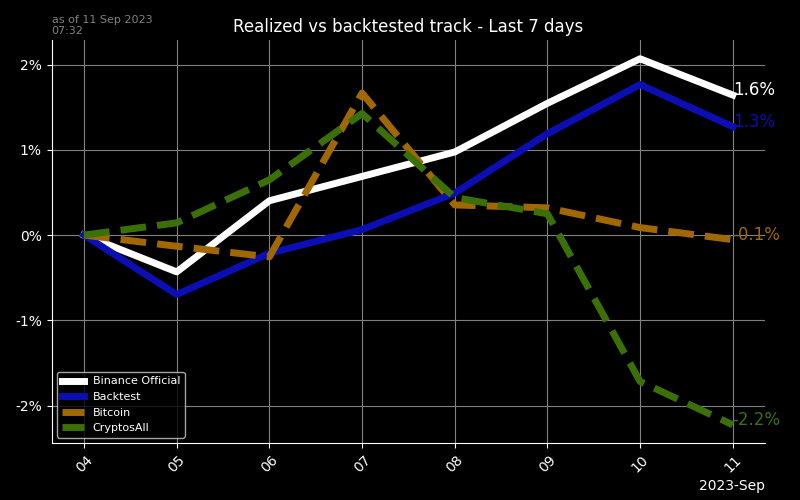 as of 11 Sep 2023
07:32
Realized vs backtested track - Last 7 days
2%
1%
0%
-1%
-2%
1.6%
1.3%
-0.1%
-2.2%
Binance Official
Backtest
Bitcoin
CryptosAll
04
05
06
07
08
09
10
11
2023-Sep